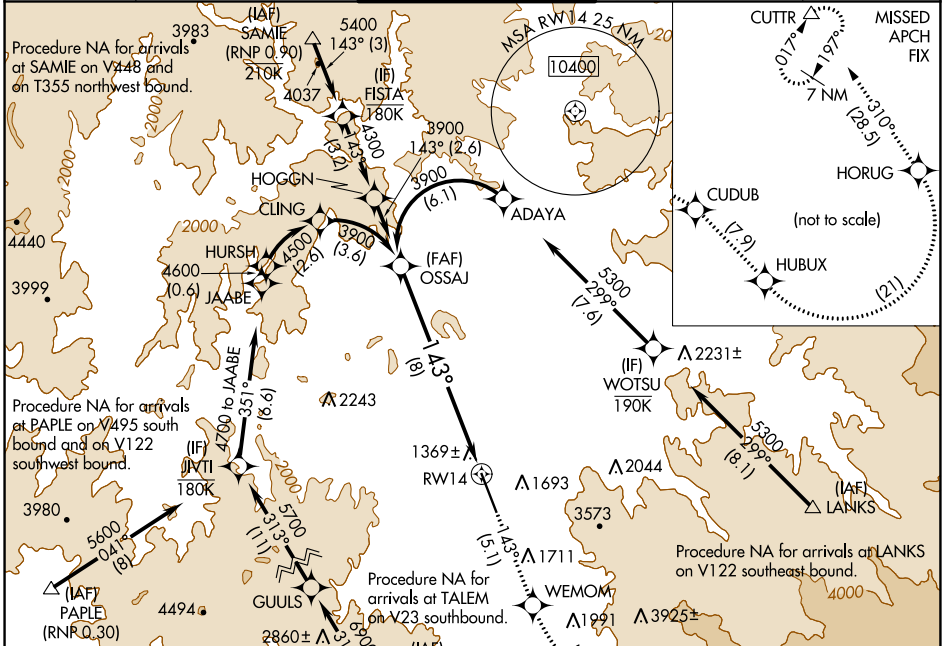 Procedure NA for arrivals
at SAMIE on V448 and
on T355 northwest bound.
3983
(IAF)
SAMIE
(RNP 0.90)
210K
5400
143° (3)
4037
(IF)
FISTA
180K
4300
143°
(3.2)
3900
143° (2.6)
HOGGN
3900
(6.1)
ADAYA
MSA RW14 25 NM
10400
CUTTR
MISSED
APCH
FIX
017°
197°
7 NM
310°
(28.5)
HORUG
CUDUB
(not to scale)
(7.9)
HUBUX
(21)
2000
2000
2000
2000
CLING
3900
(3.6)
4500
(2.6)
HURSH
4600
(0.6)
JAABE
4440
3999
(FAF)
OSSAJ
5300
299°
(7.6)
(IF)
WOTSU
190K
2231±
143°
(8)
4700 to JAABE
351°
(6.6)
2243
Procedure NA for arrivals
at PAPLE on V495 south
bound and on V122
southwest bound.
(IF)
JIVTI
180K
2000
1369±
RW14
1693
2044
5300
299°
(8.1)
(IAF)
LANKS
3980
5600
041°
(8)
(IAF)
PAPLE
(RNP 0.30)
5700
313°
(11)
GUULS
4494
2860±
6900
31
Procedure NA for
arrivals at TALEM
on V23 southbound.
(IAF)
143°
(5.1)
1711
3573
WEMOM
1991
3925±
Procedure NA for arrivals at LANKS
on V122 southeast bound.
4000